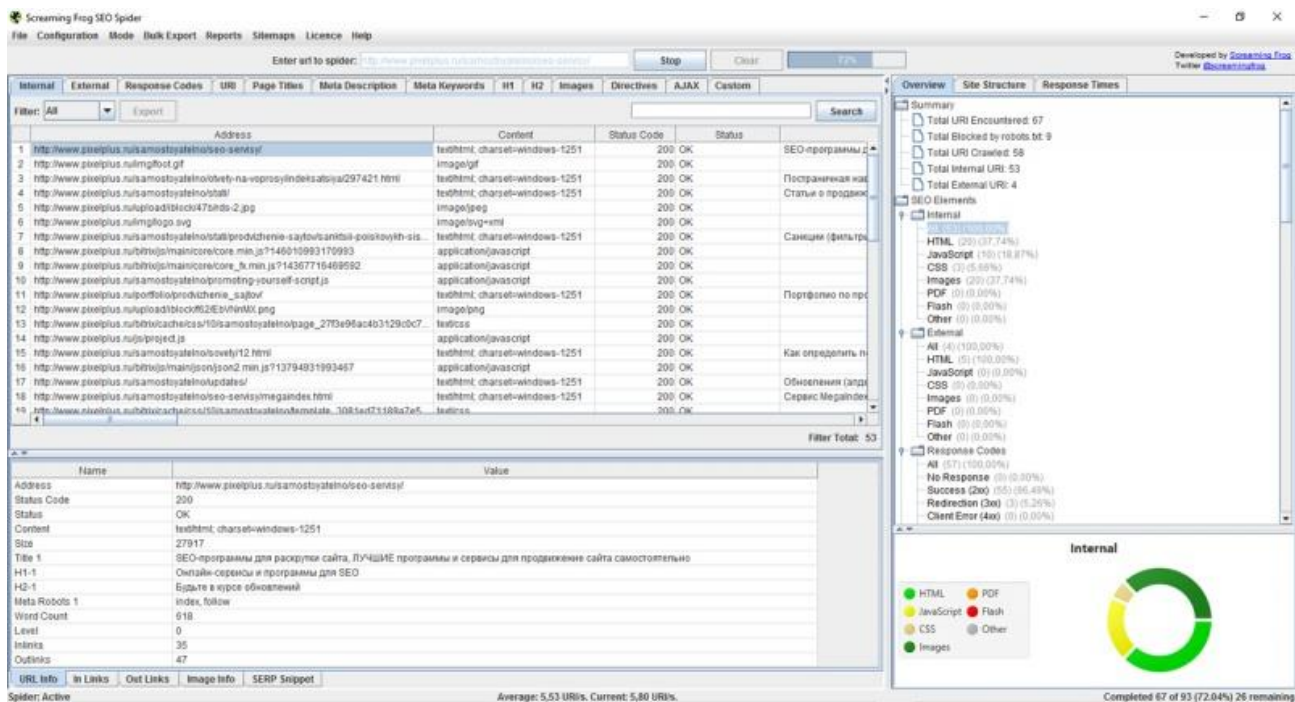 Screaming Frog SEO Spider
File Configuration Mode Bulk Export Reports Sitemaps Licence Help
Enter url to spider: Stop Clear 72%
Developed by Screaming Frog
Twitter @screamingfrog
Internal External Response Codes URI Page Titles Meta Description Meta Keywords H1 H2 Images Directives AJAX Custom
Filter: All Export Search
Address Content Status Code Status
1 http://www.pixelplus.ru/samostoyatelno/seo-servisy/ text/html; charset=windows-1251 200 OK SEO-программы д
2 http://www.pixelplus.ru/img/foot.gif image/gif 200 OK
3 http://www.pixelplus.ru/samostoyatelno/otvety-na-voprosy/indeksatsiya/297421.html text/html; charset=windows-1251 200 OK Постраничная нав
4 http://www.pixelplus.ru/samostoyatelno/stati/ text/html; charset=windows-1251 200 OK Статьи о продвиж
5 http://www.pixelplus.ru/upload/iblock/47b/rds-2.jpg image/jpeg 200 OK
6 http://www.pixelplus.ru/img/logo.svg image/svg+xml 200 OK
7 http://www.pixelplus.ru/samostoyatelno/stati/prodvizhenie-saytov/sanktsii-poiskovykh-sis... text/html; charset=windows-1251 200 OK Санкции (фильтры
8 http://www.pixelplus.ru/bitrix/js/main/core/core.min.js?146010993170993 application/javascript 200 OK
9 http://www.pixelplus.ru/bitrix/js/main/core/core_fx.min.js?14367716469592 application/javascript 200 OK
10 http://www.pixelplus.ru/samostoyatelno/promoting-yourself-script.js application/javascript 200 OK
11 http://www.pixelplus.ru/portfolio/prodvizhenie_sajtov/ text/html; charset=windows-1251 200 OK Портфолио по про
12 image/png 200 OK
13 text/css 200 OK
14 http://www.pixelplus.ru/js/project.js application/javascript 200 OK
15 http://www.pixelplus.ru/samostoyatelno/sovety/12.html text/html; charset=windows-1251 200 OK Как определить п
16 http://www.pixelplus.ru/bitrix/js/main/json/json2.min.js?13794931993467 application/javascript 200 OK
17 http://www.pixelplus.ru/samostoyatelno/updates/ text/html; charset=windows-1251 200 OK Обновления (апде
18 http://www.pixelplus.ru/samostoyatelno/seo-servisy/megaindex.html text/html; charset=windows-1251 200 OK Сервис MegaIndex
19 text/css 200 OK
Filter Total: 53
Name Value
Address http://www.pixelplus.ru/samostoyatelno/seo-servisy/
Status Code 200
Status OK
Content text/html; charset=windows-1251
Size 27917
Title 1 SEO-программы для раскрутки сайта, ЛУЧШИЕ программы и сервисы для продвижение сайта самостоятельно
H1-1 Онлайн-сервисы и программы для SEO
H2-1 Будьте в курсе обновлений
Meta Robots 1 index, follow
Word Count 618
Level 0
Inlinks 35
Outlinks 47
URL Info In Links Out Links Image Info SERP Snippet
Spider: Active Average: 5,53 URI/s. Current: 5,80 URI/s. Completed 67 of 93 (72.04%) 26 remaining
Overview Site Structure Response Times
Summary
Total URI Encountered: 67
Total Blocked by robots.txt: 9
Total URI Crawled: 58
Total Internal URI: 53
Total External URI: 4
SEO Elements
Internal
All (53) (100,00%)
HTML (20) (37,74%)
JavaScript (10) (18,87%)
CSS (3) (5,66%)
Images (20) (37,74%)
PDF (0) (0,00%)
Flash (0) (0,00%)
Other (0) (0,00%)
External
All (4) (100,00%)
HTML (5) (100,00%)
JavaScript (0) (0,00%)
CSS (0) (0,00%)
Images (0) (0,00%)
PDF (0) (0,00%)
Flash (0) (0,00%)
Other (0) (0,00%)
Response Codes
All (57) (100,00%)
No Response (0) (0,00%)
Success (2xx) (55) (96,49%)
Redirection (3xx) (3) (5,26%)
Client Error (4xx) (0) (0,00%)
Internal
HTML PDF
JavaScript Flash
CSS Other
Images